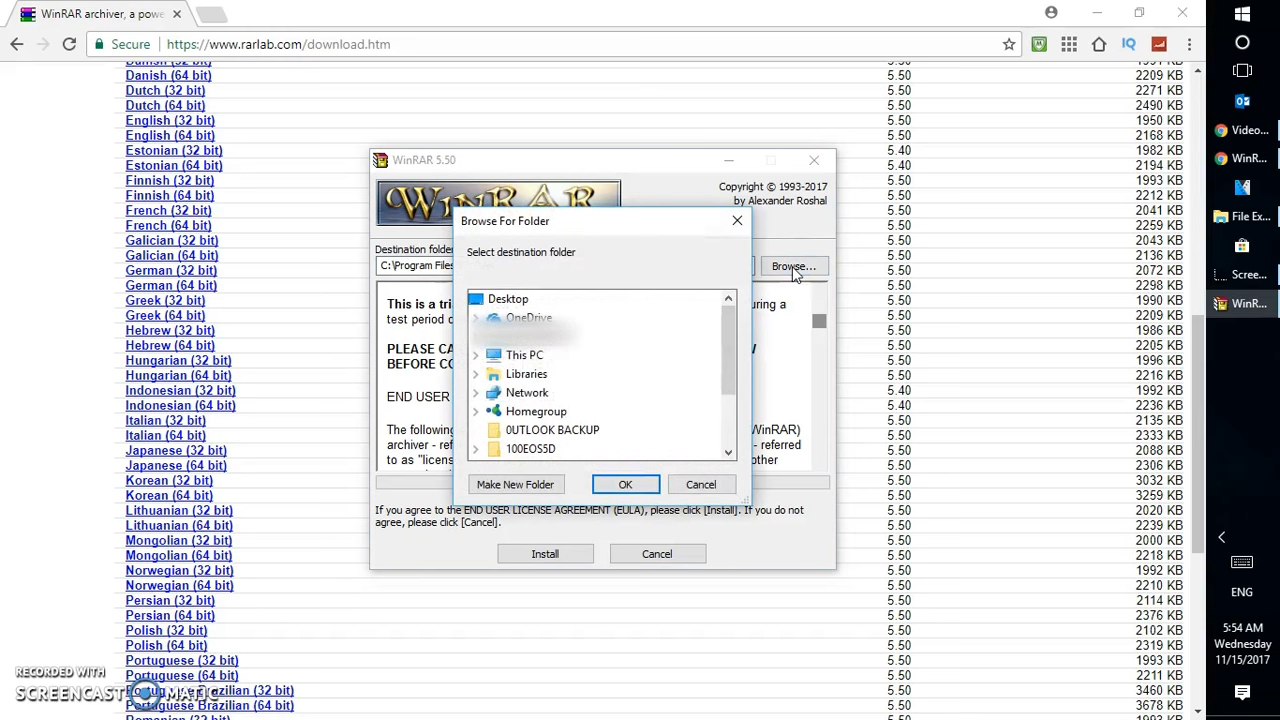 WinRAR archiver, a powe
Secure
https://www.rarlab.com/download.htm
Danish (64 bit) 5.50 2209 KB
Dutch (32 bit) 5.50 2271 KB
Dutch (64 bit) 5.50 2490 KB
English (32 bit) 5.50 1950 KB
English (64 bit) 5.50 2168 KB
Estonian (32 bit) 5.40 1982 KB
Estonian (64 bit) 5.40 2194 KB
Finnish (32 bit) 5.50 1993 KB
Finnish (64 bit) 5.50 2212 KB
French (32 bit) 5.50 2041 KB
French (64 bit) 5.50 2259 KB
Galician (32 bit) 5.50 2043 KB
Galician (64 bit) 5.50 2136 KB
German (32 bit) 5.50 2072 KB
German (64 bit) 5.50 2298 KB
Greek (32 bit) 5.50 1990 KB
Greek (64 bit) 5.50 2209 KB
Hebrew (32 bit) 5.50 1986 KB
Hebrew (64 bit) 5.50 2205 KB
Hungarian (32 bit) 5.50 1996 KB
Hungarian (64 bit) 5.50 2216 KB
Indonesian (32 bit) 5.40 1992 KB
Indonesian (64 bit) 5.40 2236 KB
Italian (32 bit) 5.50 2135 KB
Italian (64 bit) 5.50 2353 KB
Japanese (32 bit) 5.50 2088 KB
Japanese (64 bit) 5.50 2306 KB
Korean (32 bit) 5.50 3032 KB
Korean (64 bit) 5.50 3259 KB
Lithuanian (32 bit) 5.50 2020 KB
Lithuanian (64 bit) 5.50 2239 KB
Mongolian (32 bit) 5.50 2000 KB
Mongolian (64 bit) 5.50 2218 KB
Norwegian (32 bit) 5.50 1992 KB
Norwegian (64 bit) 5.50 2210 KB
Persian (32 bit) 5.50 2114 KB
Persian (64 bit) 5.50 2376 KB
Polish (32 bit) 5.50 2102 KB
Polish (64 bit) 5.50 2319 KB
Portuguese (32 bit) 5.50 1993 KB
Portuguese (64 bit) 5.50 2214 KB
Portuguese Brazilian (32 bit) 5.50 3460 KB
Portuguese Brazilian (64 bit) 5.50 3678 KB
WinRAR 5.50
WinRAR
Copyright © 1993-2017
by Alexander Roshal
Destination folder
C:\Program Files
Browse...
This is a tri uring a
test period
PLEASE CA W
BEFORE CO
END USER
The following WinRAR)
archiver - refe - referred
to as "licens other
If you agree to the END USER LICENSE AGREEMENT (EULA), please click [Install]. If you do not
agree, please click [Cancel].
Install
Cancel
Browse For Folder
Select destination folder
Desktop
OneDrive
This PC
Libraries
Network
Homegroup
0UTLOOK BACKUP
100EOS5D
Make New Folder
OK
Cancel
Video...
WinR...
File Ex...
Scree...
WinR...
ENG
5:54 AM
Wednesday
11/15/2017
RECORDED WITH
SCREENCAST MATIC